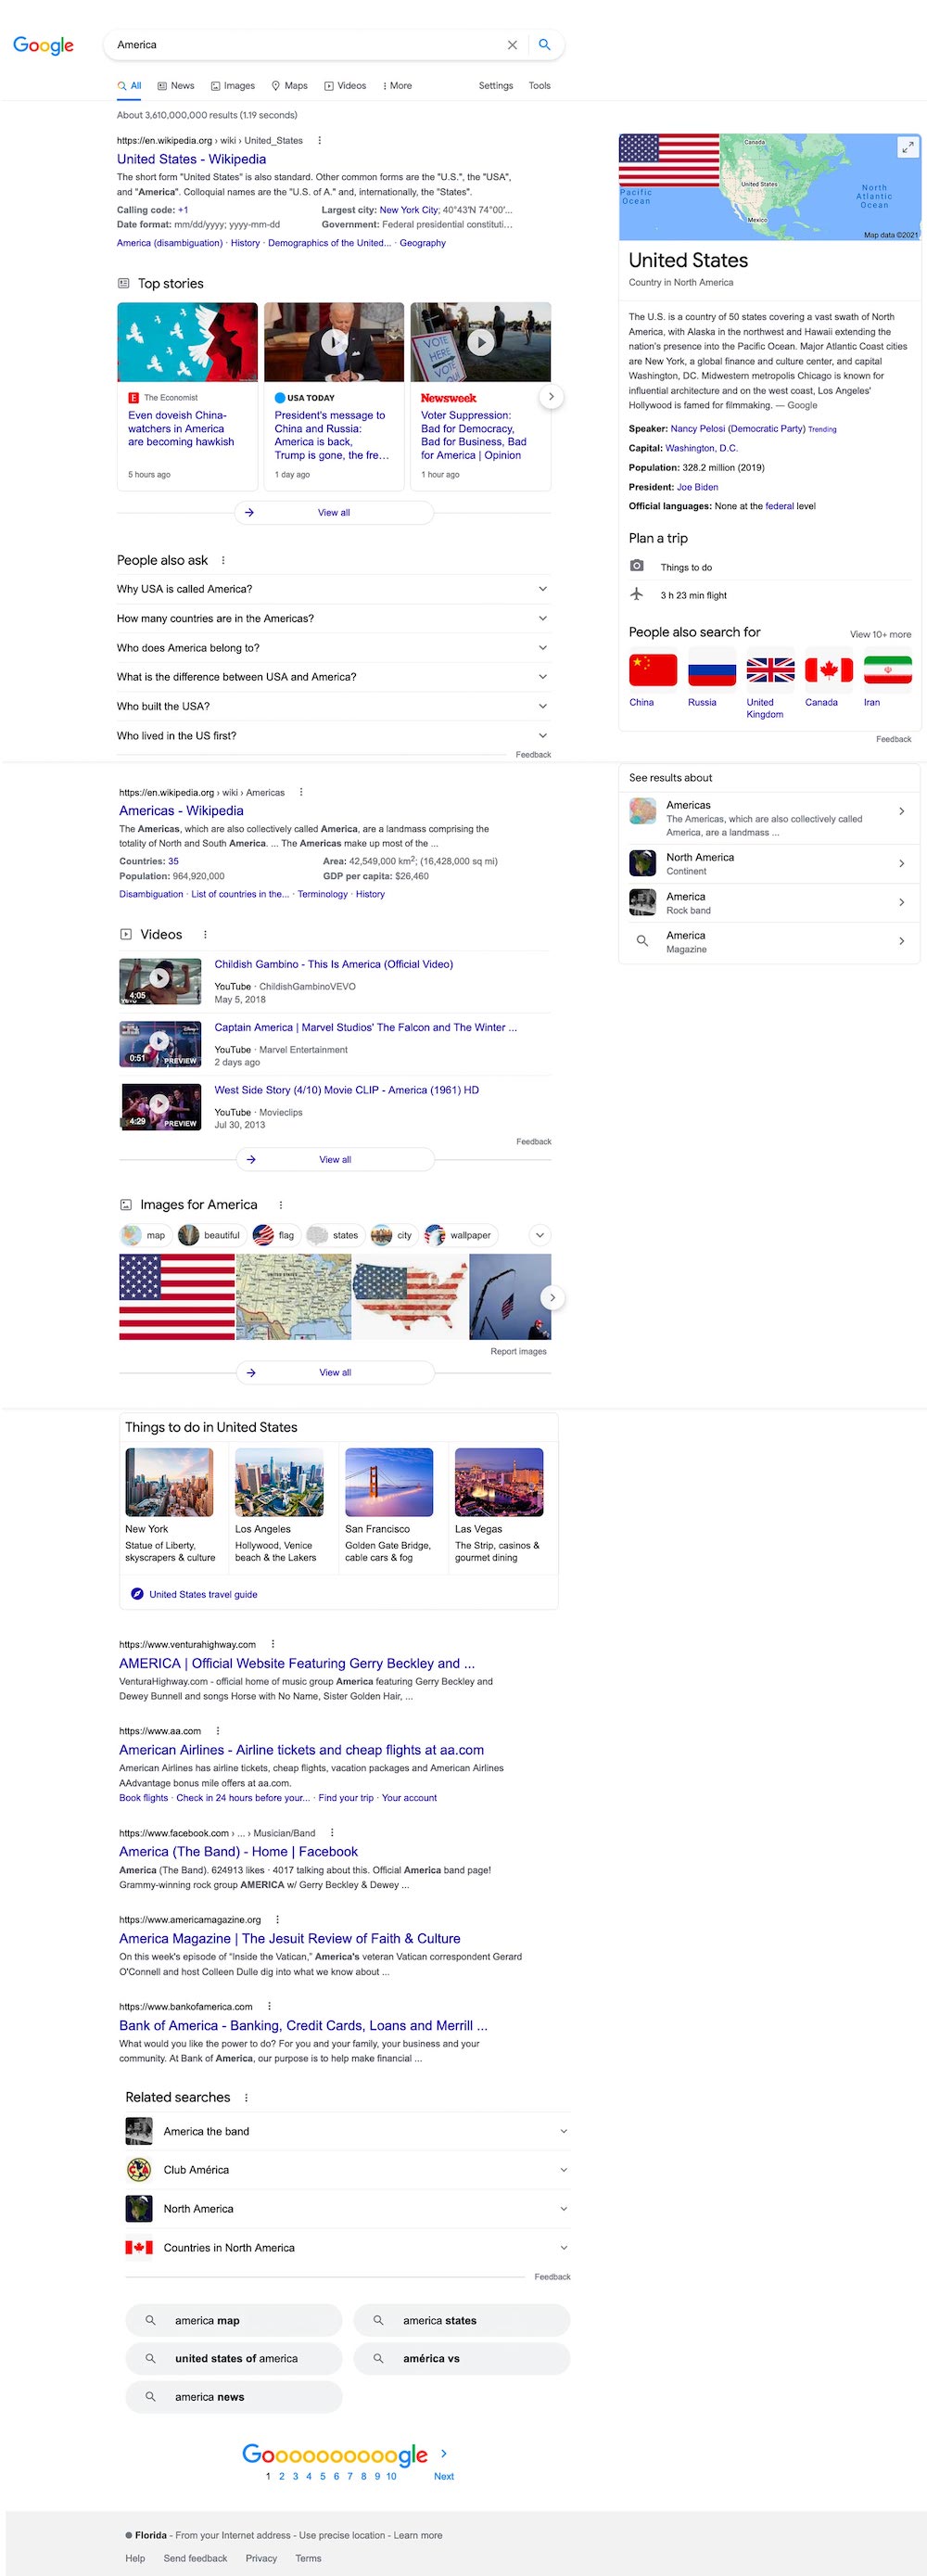 Google
America
All
News
Images
Maps
Videos
More
Settings
Tools
About 3,610,000,000 results (1.19 seconds)
https://en.wikipedia.org › wiki › United_States
United States - Wikipedia
The short form "United States" is also standard. Other common forms are the "U.S.", the "USA",
and "America". Colloquial names are the "U.S. of A." and, internationally, the "States".
Calling code: +1
Largest city: New York City; 40°43′N 74°00′...
Date format: mm/dd/yyyy; yyyy-mm-dd
Government: Federal presidential constituti...
America (disambiguation) · History · Demographics of the United... · Geography
Top stories
VOTE
HERE
VOTE
The Economist
Even doveish China-
watchers in America
are becoming hawkish
5 hours ago
USA TODAY
President's message to
China and Russia:
America is back,
Trump is gone, the fre...
1 day ago
Newsweek
Voter Suppression:
Bad for Democracy,
Bad for Business, Bad
for America | Opinion
1 hour ago
View all
People also ask
Why USA is called America?
How many countries are in the Americas?
Who does America belong to?
What is the difference between USA and America?
Who built the USA?
Who lived in the US first?
Feedback
Canada
United States
Mexico
Pacific
Ocean
North
Atlantic
Ocean
Map data ©2021
United States
Country in North America
The U.S. is a country of 50 states covering a vast swath of North
America, with Alaska in the northwest and Hawaii extending the
nation's presence into the Pacific Ocean. Major Atlantic Coast cities
are New York, a global finance and culture center, and capital
Washington, DC. Midwestern metropolis Chicago is known for
influential architecture and on the west coast, Los Angeles'
Hollywood is famed for filmmaking. — Google
Speaker: Nancy Pelosi (Democratic Party) Trending
Capital: Washington, D.C.
Population: 328.2 million (2019)
President: Joe Biden
Official languages: None at the federal level
Plan a trip
Things to do
3 h 23 min flight
People also search for
View 10+ more
China
Russia
United
Kingdom
Canada
Iran
Feedback
See results about
Americas
The Americas, which are also collectively called
America, are a landmass ...
North America
Continent
America
Rock band
America
Magazine
https://en.wikipedia.org › wiki › Americas
Americas - Wikipedia
The Americas, which are also collectively called America, are a landmass comprising the
totality of North and South America. ... The Americas make up most of the ...
Countries: 35
Area: 42,549,000 km2; (16,428,000 sq mi)
Population: 964,920,000
GDP per capita: $26,460
Disambiguation · List of countries in the... · Terminology · History
Videos
4:05
Childish Gambino - This Is America (Official Video)
YouTube · ChildishGambinoVEVO
May 5, 2018
0:51
PREVIEW
Captain America | Marvel Studios' The Falcon and The Winter ...
YouTube · Marvel Entertainment
2 days ago
4:29
PREVIEW
West Side Story (4/10) Movie CLIP - America (1961) HD
YouTube · Movieclips
Jul 30, 2013
Feedback
View all
Images for America
map
beautiful
flag
states
city
wallpaper
Report images
View all
Things to do in United States
New York
Statue of Liberty,
skyscrapers & culture
Los Angeles
Hollywood, Venice
beach & the Lakers
San Francisco
Golden Gate Bridge,
cable cars & fog
Las Vegas
The Strip, casinos &
gourmet dining
United States travel guide
https://www.venturahighway.com
AMERICA | Official Website Featuring Gerry Beckley and ...
VenturaHighway.com - official home of music group America featuring Gerry Beckley and
Dewey Bunnell and songs Horse with No Name, Sister Golden Hair, ...
https://www.aa.com
American Airlines - Airline tickets and cheap flights at aa.com
American Airlines has airline tickets, cheap flights, vacation packages and American Airlines
AAdvantage bonus mile offers at aa.com.
Book flights · Check in 24 hours before your... · Find your trip · Your account
https://www.facebook.com › ... › Musician/Band
America (The Band) - Home | Facebook
America (The Band). 624913 likes · 4017 talking about this. Official America band page!
Grammy-winning rock group AMERICA w/ Gerry Beckley & Dewey ...
https://www.americamagazine.org
America Magazine | The Jesuit Review of Faith & Culture
On this week's episode of "Inside the Vatican," America's veteran Vatican correspondent Gerard
O'Connell and host Colleen Dulle dig into what we know about ...
https://www.bankofamerica.com
Bank of America - Banking, Credit Cards, Loans and Merrill ...
What would you like the power to do? For you and your family, your business and your
community. At Bank of America, our purpose is to help make financial ...
Related searches
America the band
Club América
North America
Countries in North America
Feedback
america map
america states
united states of america
américa vs
america news
Goooooooooogle
1 2 3 4 5 6 7 8 9 10
Next
Florida - From your Internet address - Use precise location - Learn more
Help
Send feedback
Privacy
Terms